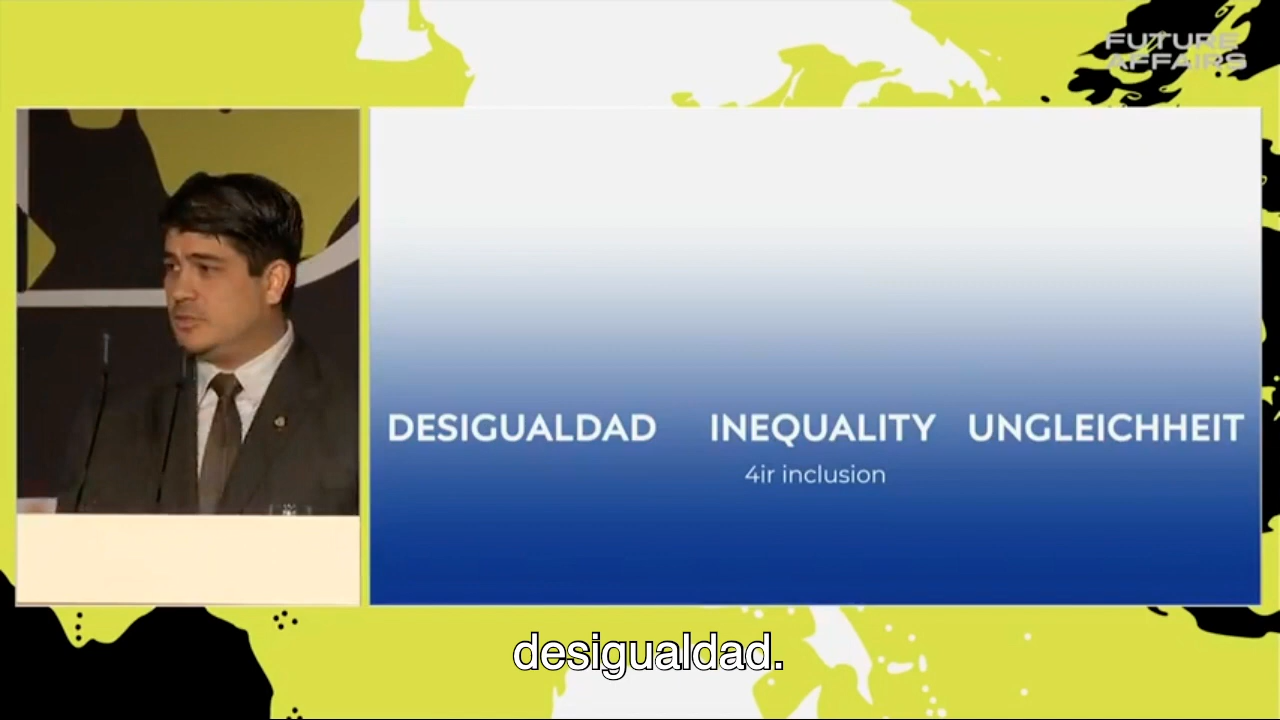 FUTURE
AFFAIRS
DESIGUALDAD INEQUALITY UNGLEICHHEIT
4ir inclusion
desigualdad.